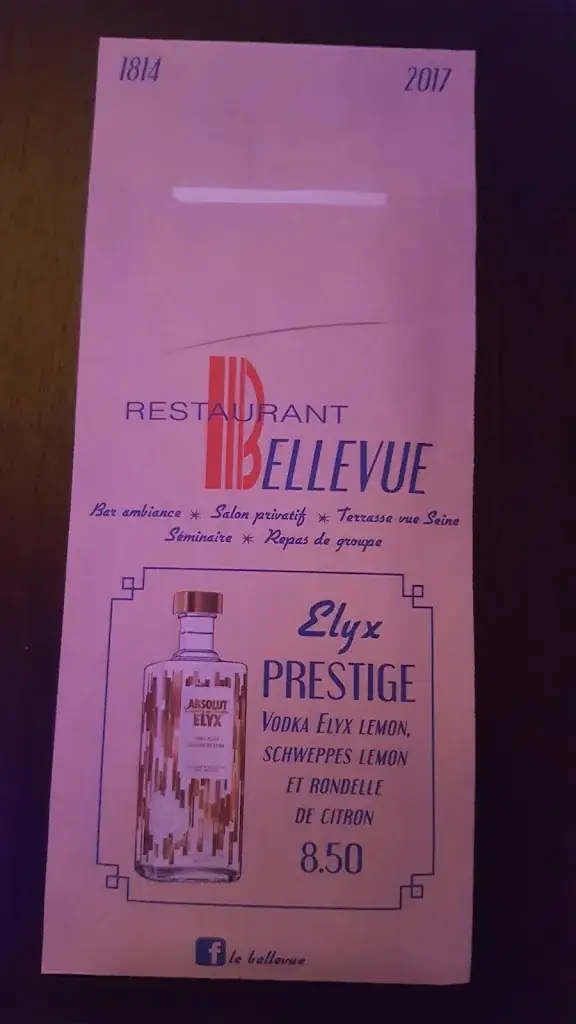 1814 2017
RESTAURANT
BELLEVUE
Bar ambiance * Salon privatif * Terrasse vue Seine
Séminaire * Repas de groupe
Elyx
PRESTIGE
VODKA ELYX LEMON,
SCHWEPPES LEMON
ET RONDELLE
DE CITRON
8.50
ABSOLUT
ELYX
f le bellevue